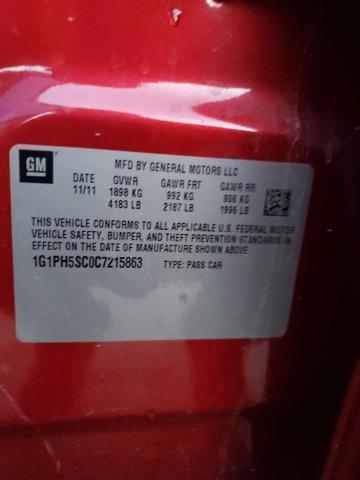 GM
MFD BY GENERAL MOTORS LLC
DATE GVWR GAWR FRT GAWR RR
11/11 1898 KG 992 KG 906 KG
4183 LB 2187 LB 1996 LB
THIS VEHICLE CONFORMS TO ALL APPLICABLE U.S. FEDERAL MOTOR
VEHICLE SAFETY, BUMPER, AND THEFT PREVENTION STANDARDS IN
EFFECT ON THE DATE OF MANUFACTURE SHOWN ABOVE.
1G1PH5SC0C7215863 TYPE: PASS CAR